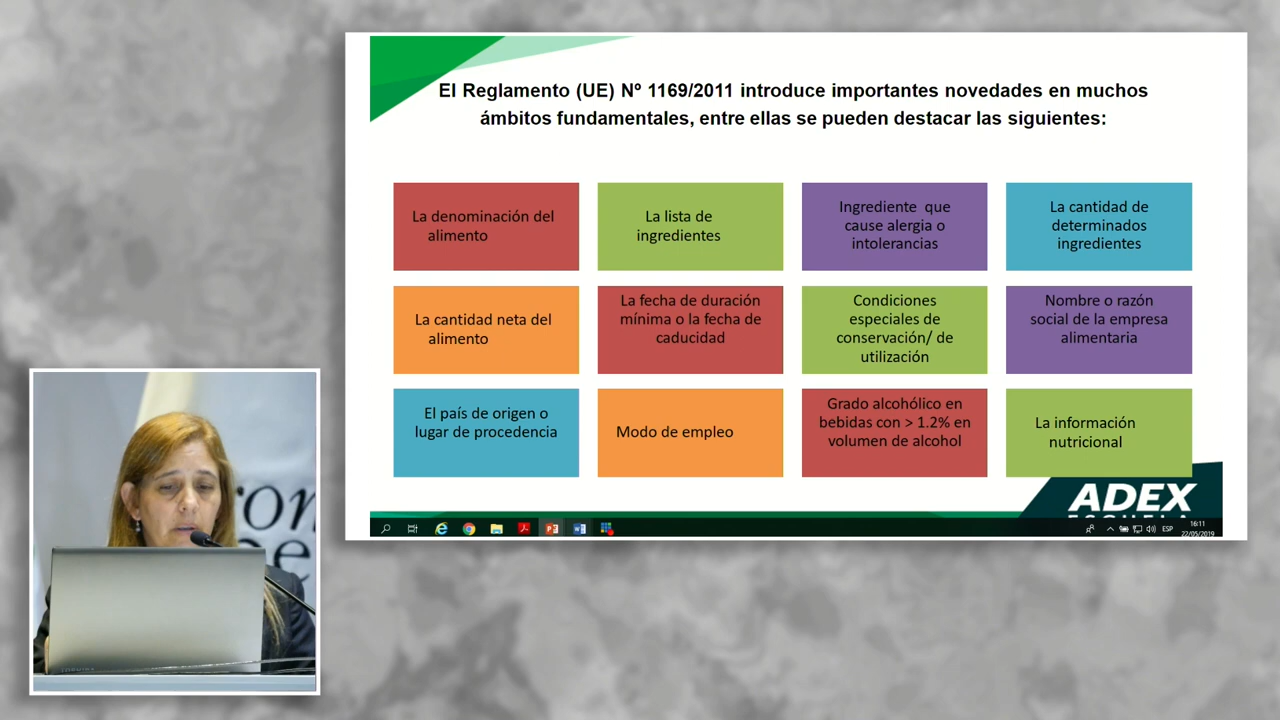 El Reglamento (UE) Nº 1169/2011 introduce importantes novedades en muchos
ámbitos fundamentales, entre ellas se pueden destacar las siguientes:
La denominación del
alimento
La lista de
ingredientes
Ingrediente que
cause alergia o
intolerancias
La cantidad de
determinados
ingredientes
La cantidad neta del
alimento
La fecha de duración
mínima o la fecha de
caducidad
Condiciones
especiales de
conservación/ de
utilización
Nombre o razón
social de la empresa
alimentaria
El país de origen o
lugar de procedencia
Modo de empleo
Grado alcohólico en
bebidas con > 1.2% en
volumen de alcohol
La información
nutricional
ADEX
ESP
16:11
22/05/2019